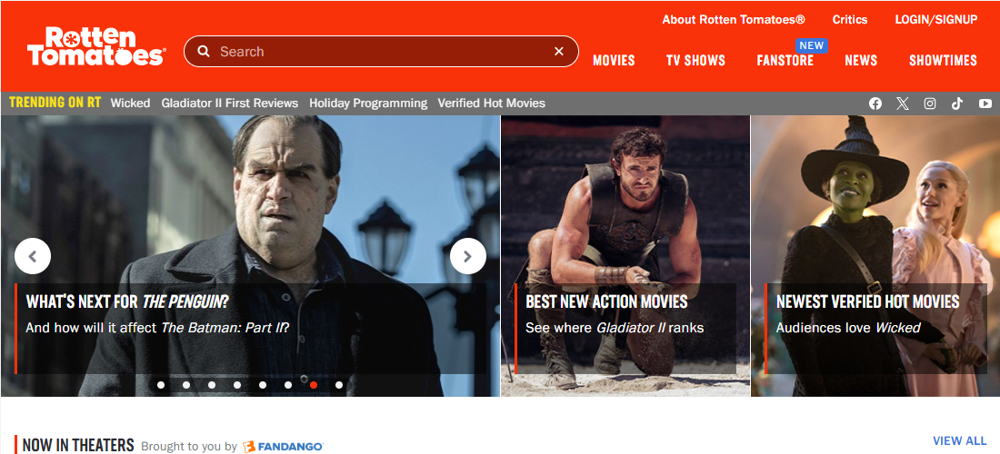 About Rotten Tomatoes®
Critics
LOGIN/SIGNUP
Rotten
Tomatoes®
Search
MOVIES
TV SHOWS
FANSTORE
NEW
NEWS
SHOWTIMES
TRENDING ON RT
Wicked
Gladiator II First Reviews
Holiday Programming
Verified Hot Movies
WHAT'S NEXT FOR THE PENGUIN?
And how will it affect The Batman: Part II?
BEST NEW ACTION MOVIES
See where Gladiator II ranks
NEWEST VERFIED HOT MOVIES
Audiences love Wicked
NOW IN THEATERS
Brought to you by
FANDANGO
VIEW ALL